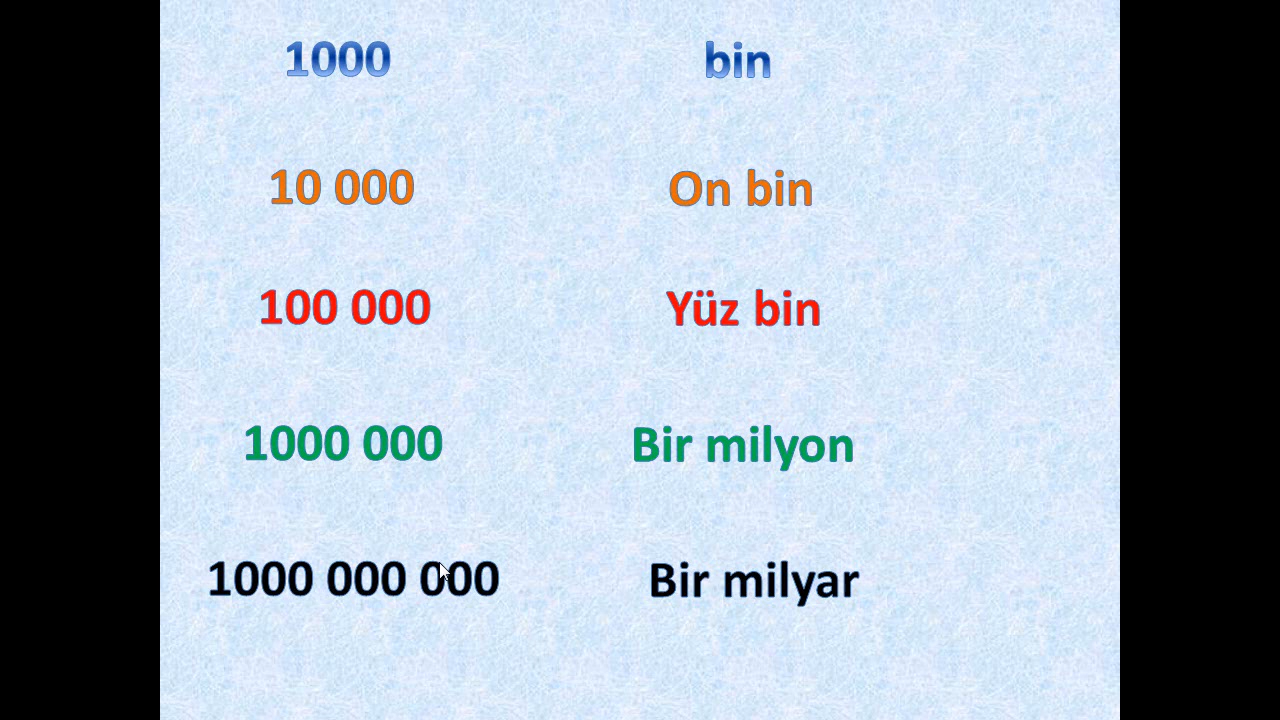 1000 bin
10 000 On bin
100 000 Yüz bin
1000 000 Bir milyon
1000 000 000 Bir milyar